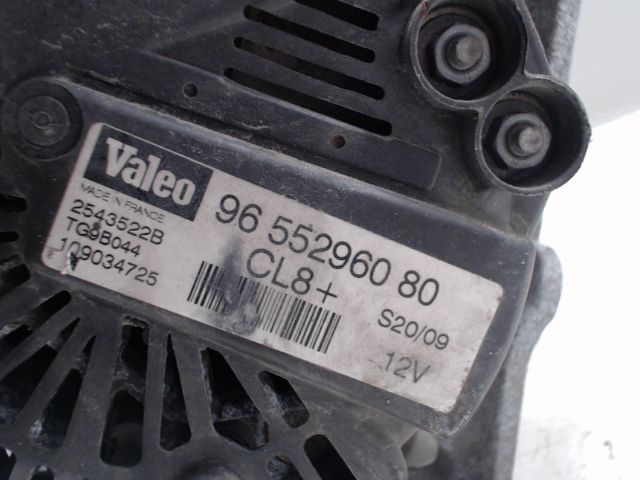 Valeo
MADE IN FRANCE
2543522B
TG9B044
109034725
96 552960 80
CL8+
S20/09
12V